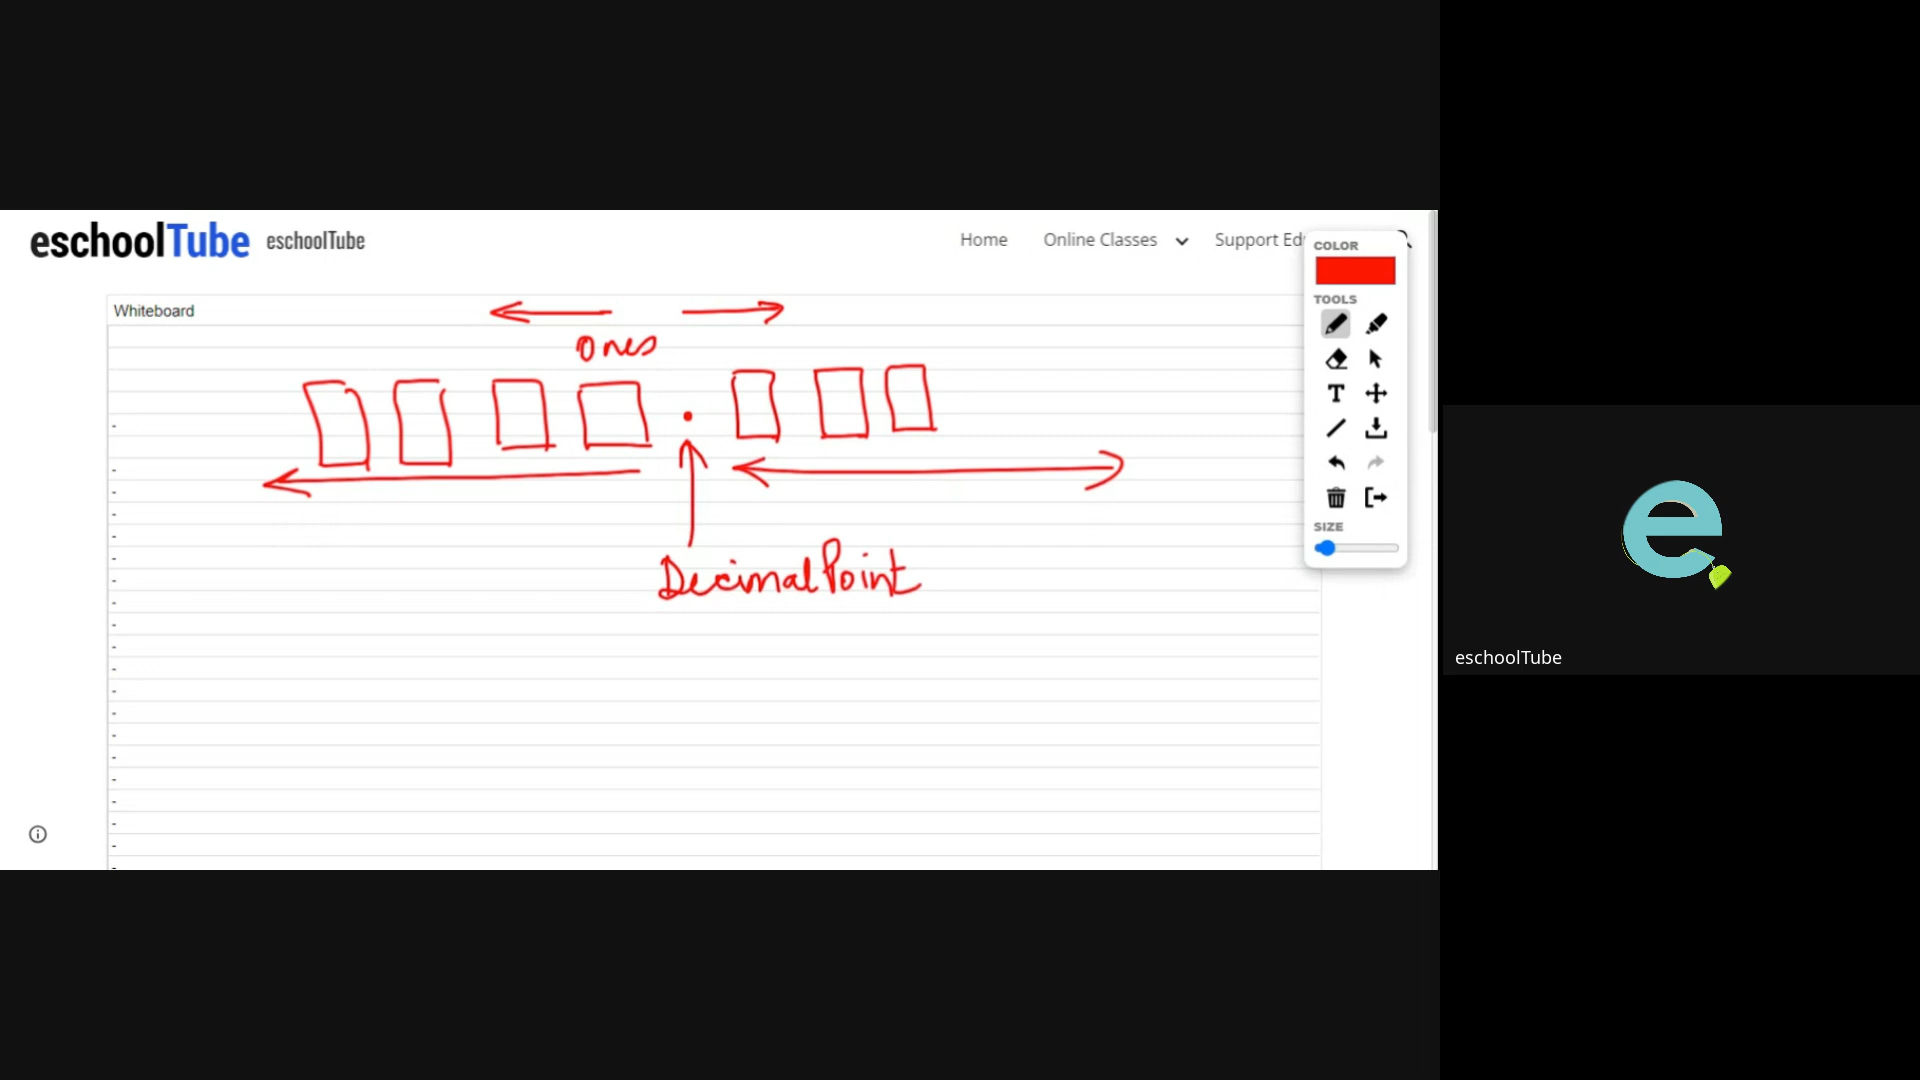 eschoolTube eschoolTube Home Online Classes Support Ed
COLOR
TOOLS
T
SIZE
Whiteboard
Ones
Decimal Point
eschoolTube